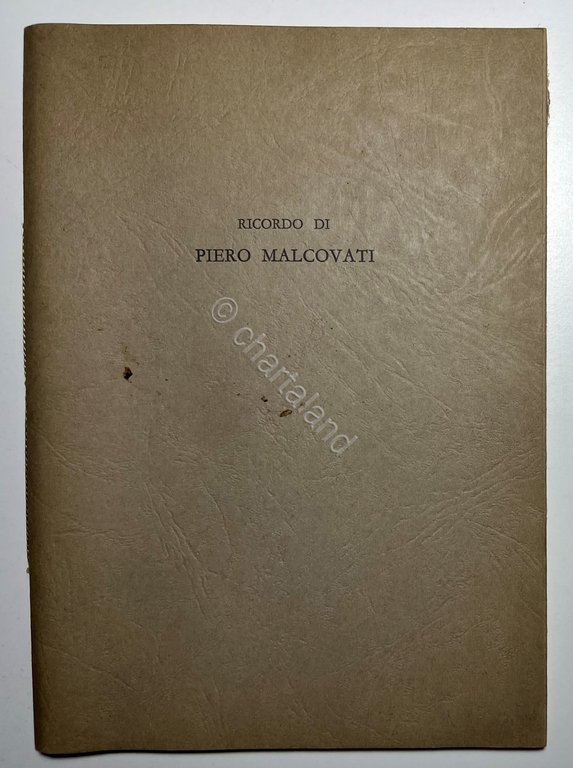 RICORDO DI
PIERO MALCOVATI
© chartaland